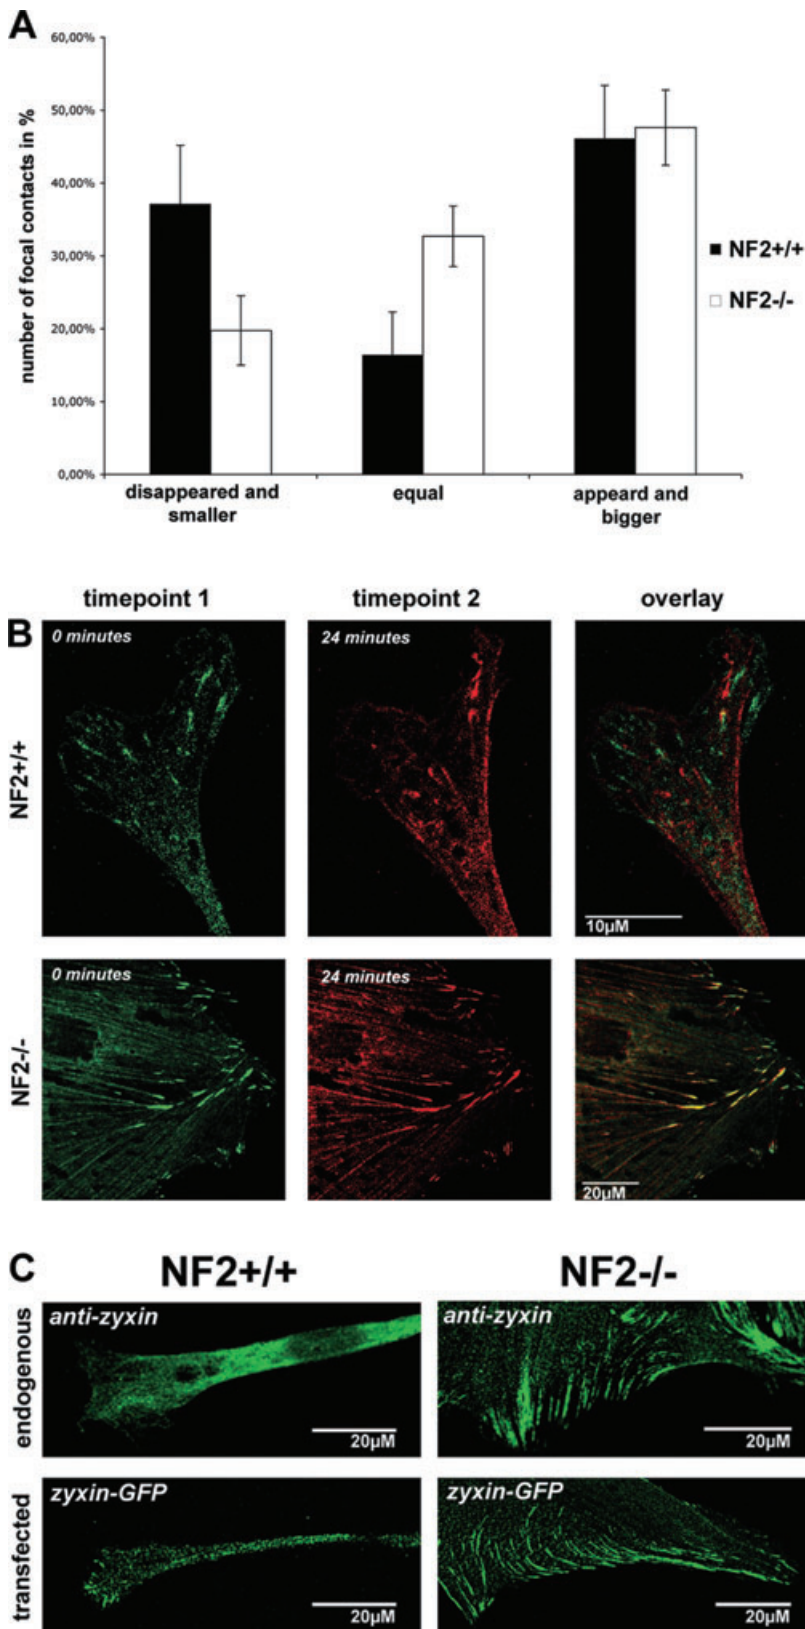 A
60,00%
50,00%
40,00%
30,00%
20,00%
10,00%
0,00%
number of focal contacts in %
disappeared and
smaller
equal
appeard and
bigger
NF2+/+
NF2-/-
B
timepoint 1
timepoint 2
overlay
NF2+/+
0 minutes
24 minutes
10µM
NF2-/-
0 minutes
24 minutes
20µM
C
NF2+/+
NF2-/-
endogenous
anti-zyxin
20µM
anti-zyxin
20µM
transfected
zyxin-GFP
20µM
zyxin-GFP
20µM